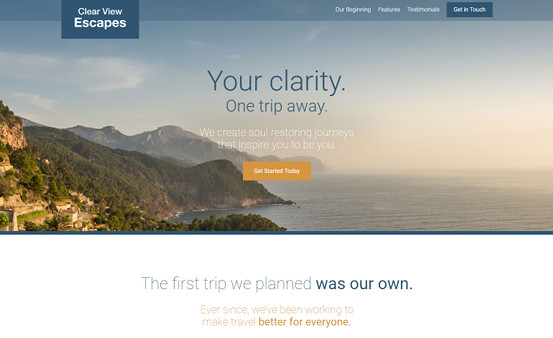 Clear View
Escapes
Our Beginning Features Testimonials Get in Touch
Your clarity.
One trip away.
We create soul restoring journeys
that inspire you to be you.
Get Started Today
The first trip we planned was our own.
Ever since, we've been working to
make travel better for everyone.